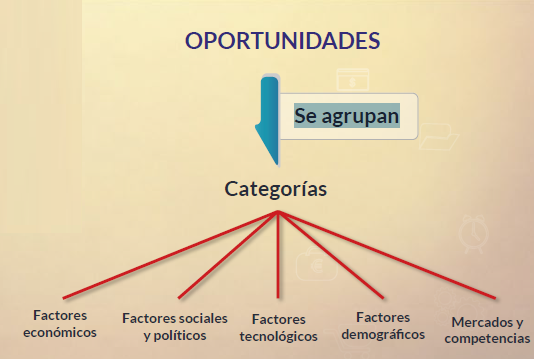 OPORTUNIDADES
Se agrupan
Categorías
Factores
económicos
Factores sociales
y políticos
Factores
tecnológicos
Factores
demográficos
Mercados y
competencias